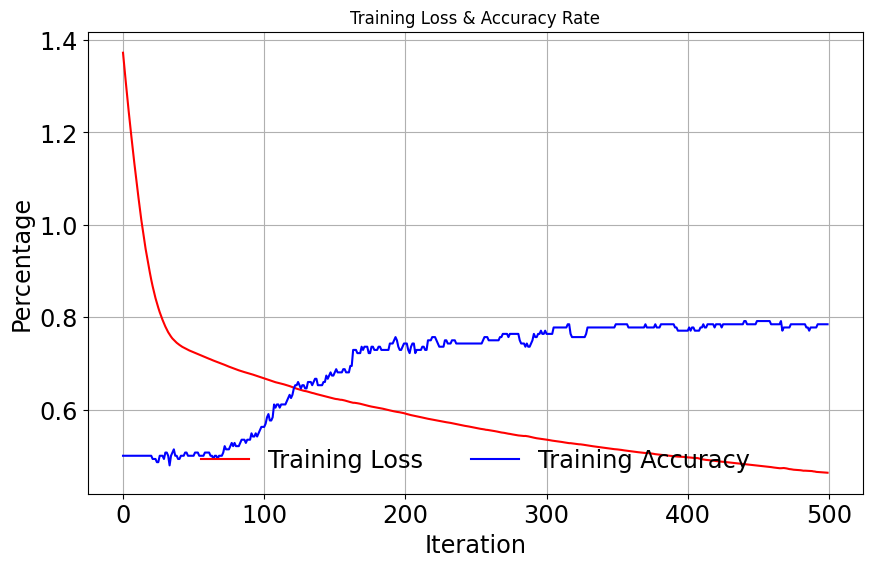 Training Loss & Accuracy Rate
1.4
1.2
1.0
0.8
0.6
Percentage
Training Loss
Training Accuracy
0 100 200 300 400 500
Iteration